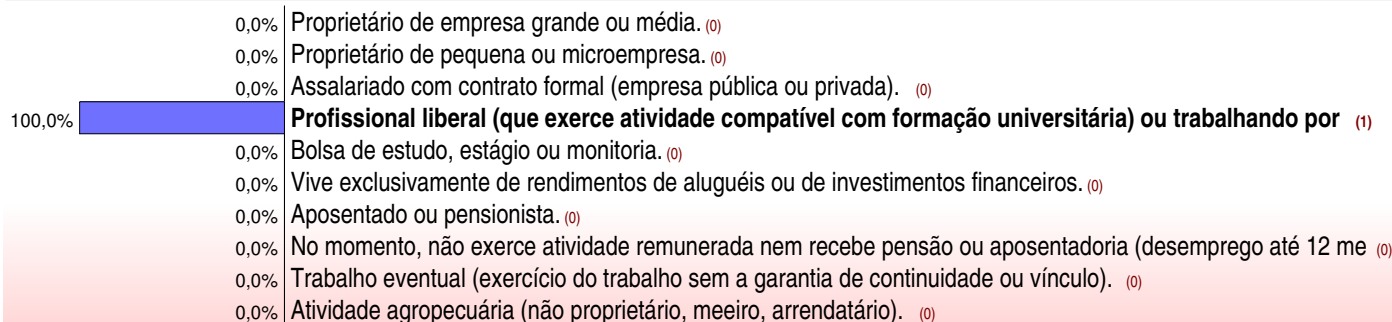 0,0% Proprietário de empresa grande ou média. (0)
0,0% Proprietário de pequena ou microempresa. (0)
0,0% Assalariado com contrato formal (empresa pública ou privada). (0)
100,0% Profissional liberal (que exerce atividade compatível com formação universitária) ou trabalhando por (1)
0,0% Bolsa de estudo, estágio ou monitoria. (0)
0,0% Vive exclusivamente de rendimentos de aluguéis ou de investimentos financeiros. (0)
0,0% Aposentado ou pensionista. (0)
0,0% No momento, não exerce atividade remunerada nem recebe pensão ou aposentadoria (desemprego até 12 me (0)
0,0% Trabalho eventual (exercício do trabalho sem a garantia de continuidade ou vínculo). (0)
0,0% Atividade agropecuária (não proprietário, meeiro, arrendatário). (0)